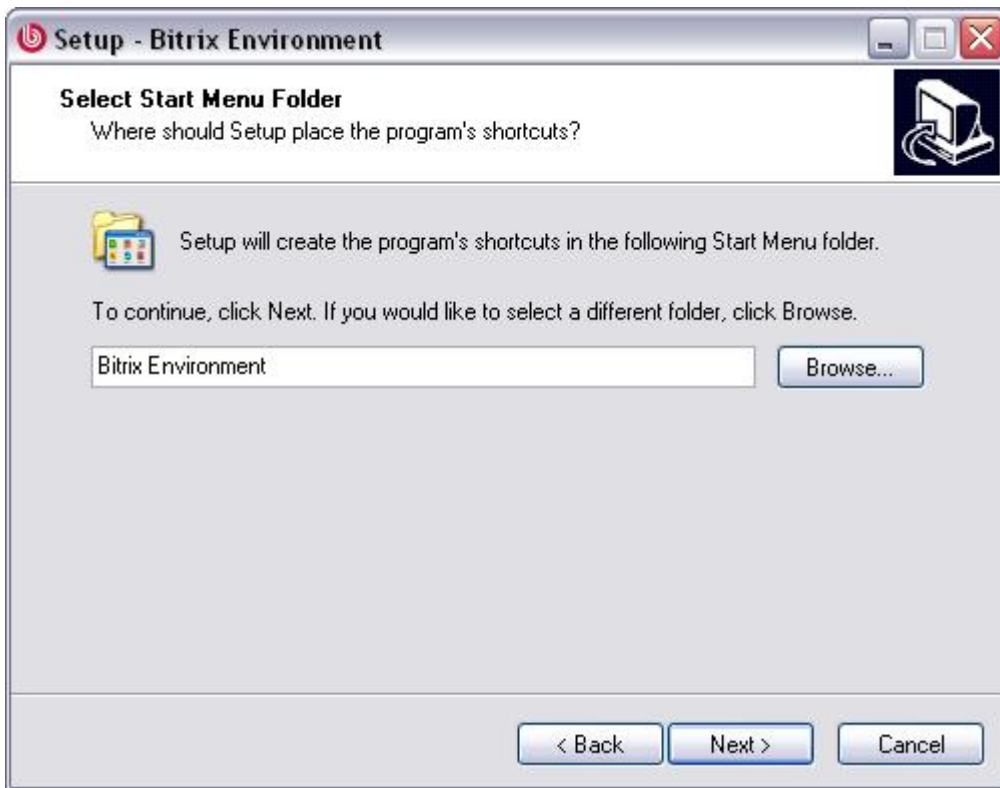 Setup - Bitrix Environment
Select Start Menu Folder
Where should Setup place the program's shortcuts?
Setup will create the program's shortcuts in the following Start Menu folder.
To continue, click Next. If you would like to select a different folder, click Browse.
Bitrix Environment
Browse...
< Back
Next >
Cancel